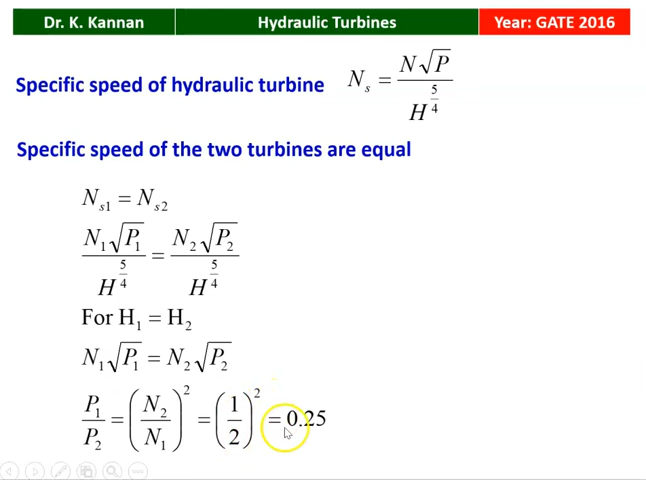 Dr. K. Kannan Hydraulic Turbines Year: GATE 2016
Specific speed of hydraulic turbine N_s = N√P / H^(5/4)
Specific speed of the two turbines are equal
N_s1 = N_s2
N_1√P_1 / H^(5/4) = N_2√P_2 / H^(5/4)
For H_1 = H_2
N_1√P_1 = N_2√P_2
P_1/P_2 = (N_2/N_1)^2 = (1/2)^2 = 0.25